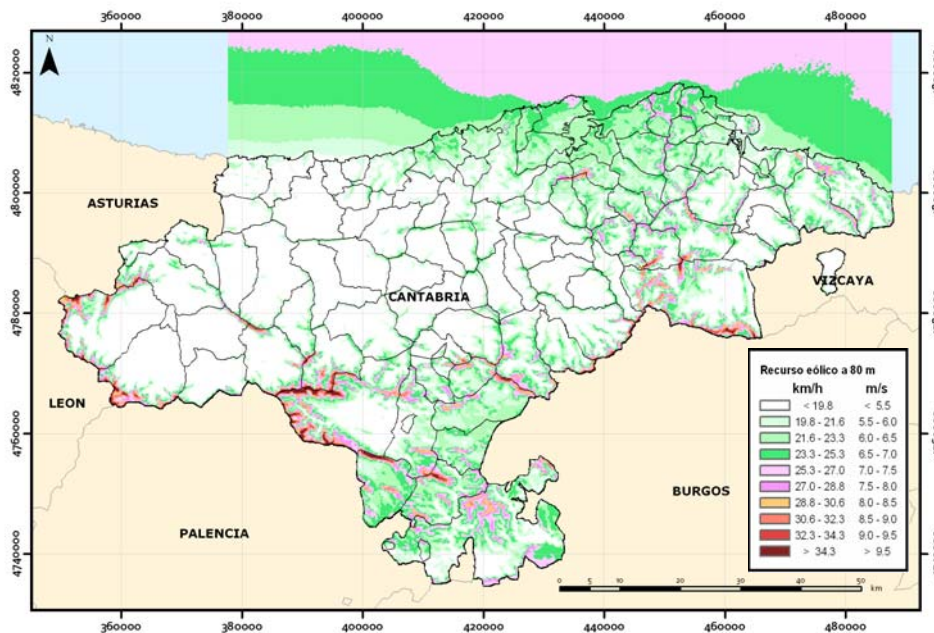 360000 380000 400000 420000 440000 460000 480000
N
4820000
4800000
4780000
4760000
4740000
ASTURIAS
CANTABRIA
VIZCAYA
LEON
BURGOS
PALENCIA
Recurso eólico a 80 m
km/h m/s
< 19.8 < 5.5
19.8 - 21.6 5.5 - 6.0
21.6 - 23.3 6.0 - 6.5
23.3 - 25.3 6.5 - 7.0
25.3 - 27.0 7.0 - 7.5
27.0 - 28.8 7.5 - 8.0
28.8 - 30.6 8.0 - 8.5
30.6 - 32.3 8.5 - 9.0
32.3 - 34.3 9.0 - 9.5
> 34.3 > 9.5
0 5 10 20 30 40 50
km
360000 380000 400000 420000 440000 460000 480000